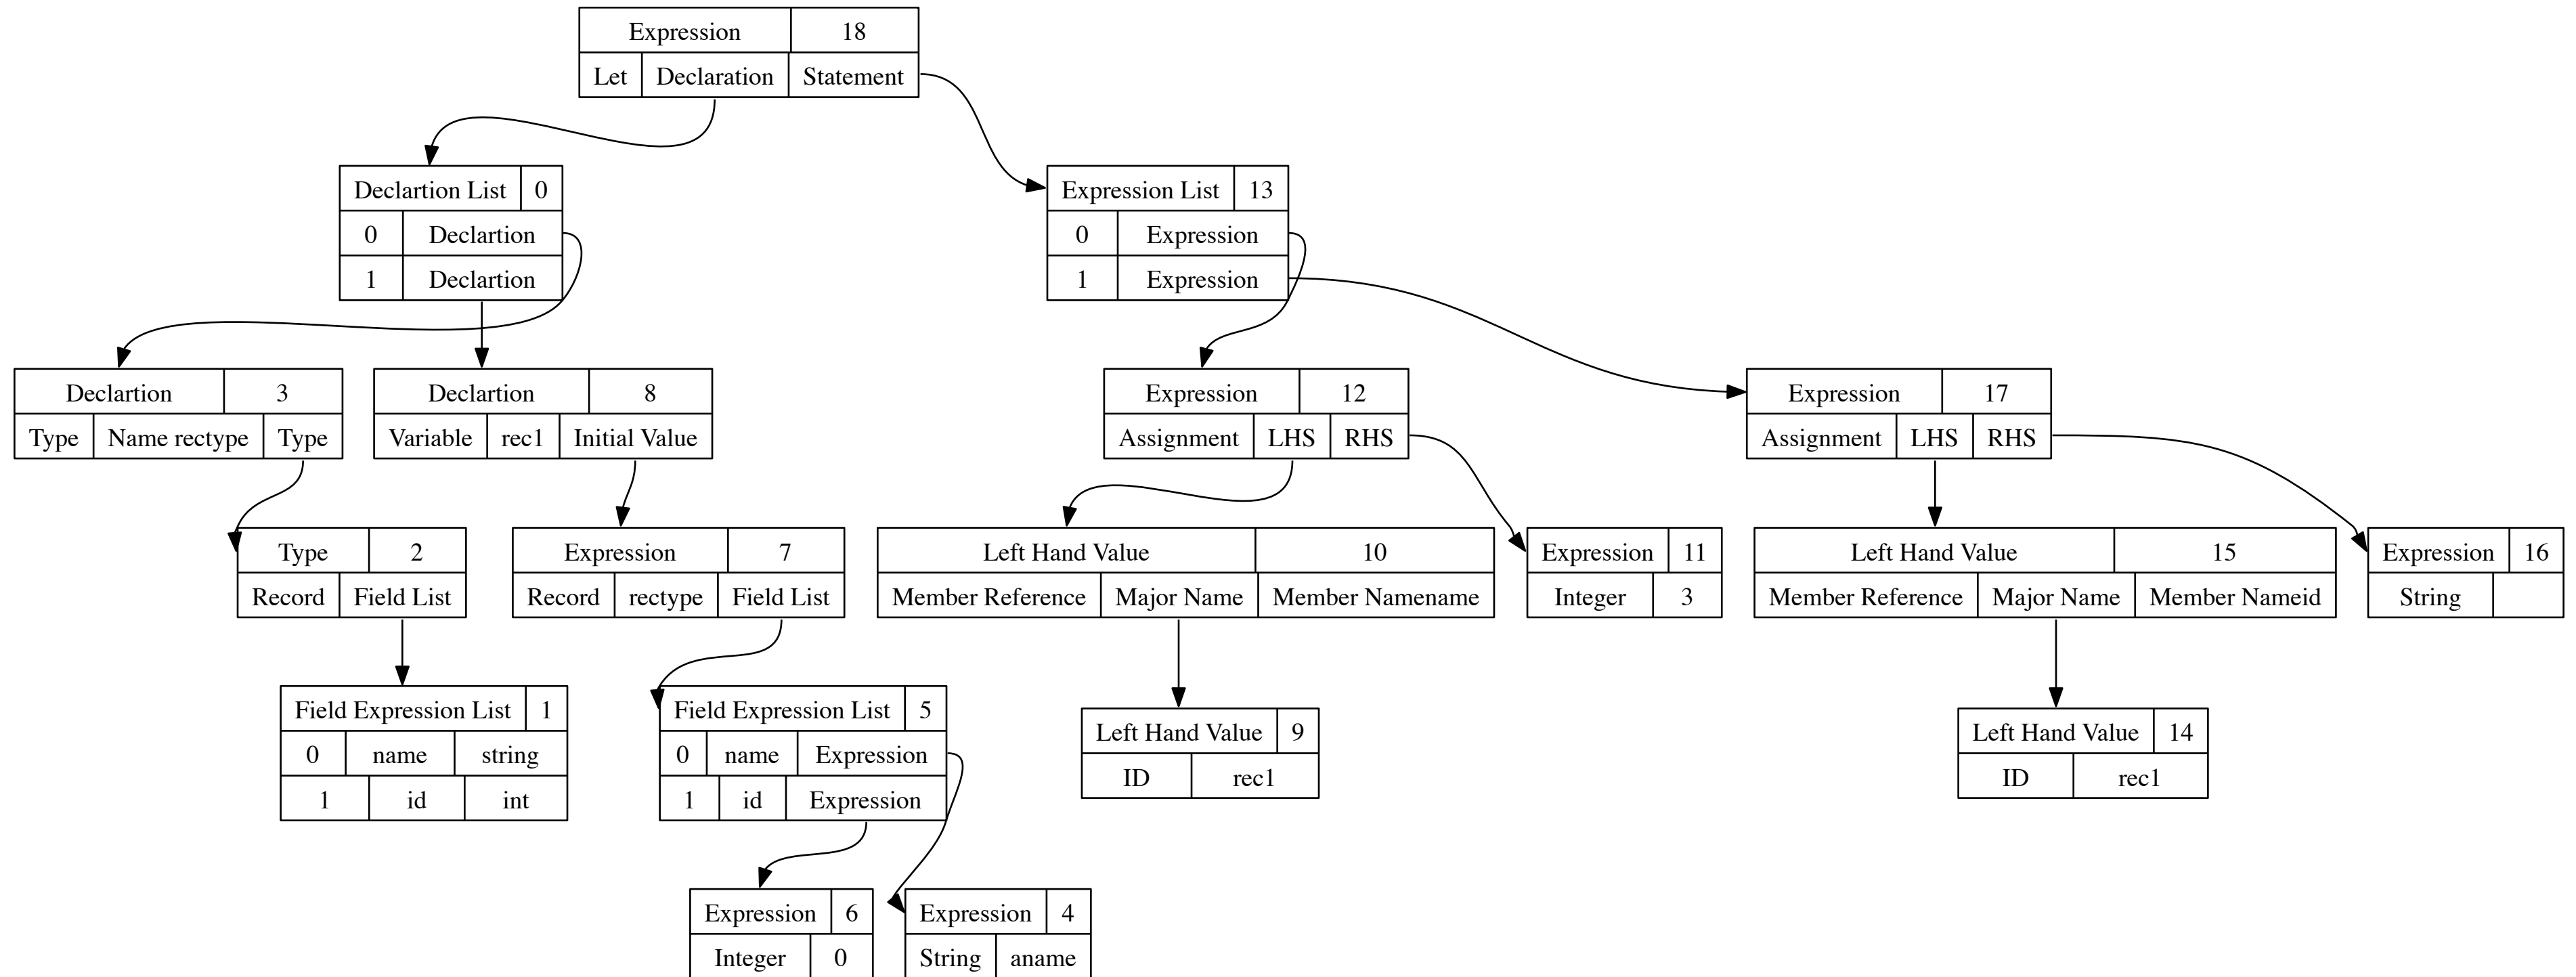 Expression 18
Let Declaration Statement
Declartion List 0
0 Declartion
1 Declartion
Expression List 13
0 Expression
1 Expression
Declartion 3
Type Name rectype Type
Declartion 8
Variable rec1 Initial Value
Expression 12
Assignment LHS RHS
Expression 17
Assignment LHS RHS
Type 2
Record Field List
Expression 7
Record rectype Field List
Left Hand Value 10
Member Reference Major Name Member Namename
Expression 11
Integer 3
Left Hand Value 15
Member Reference Major Name Member Nameid
Expression 16
String
Field Expression List 1
0 name string
1 id int
Field Expression List 5
0 name Expression
1 id Expression
Left Hand Value 9
ID rec1
Left Hand Value 14
ID rec1
Expression 6
Integer 0
Expression 4
String aname